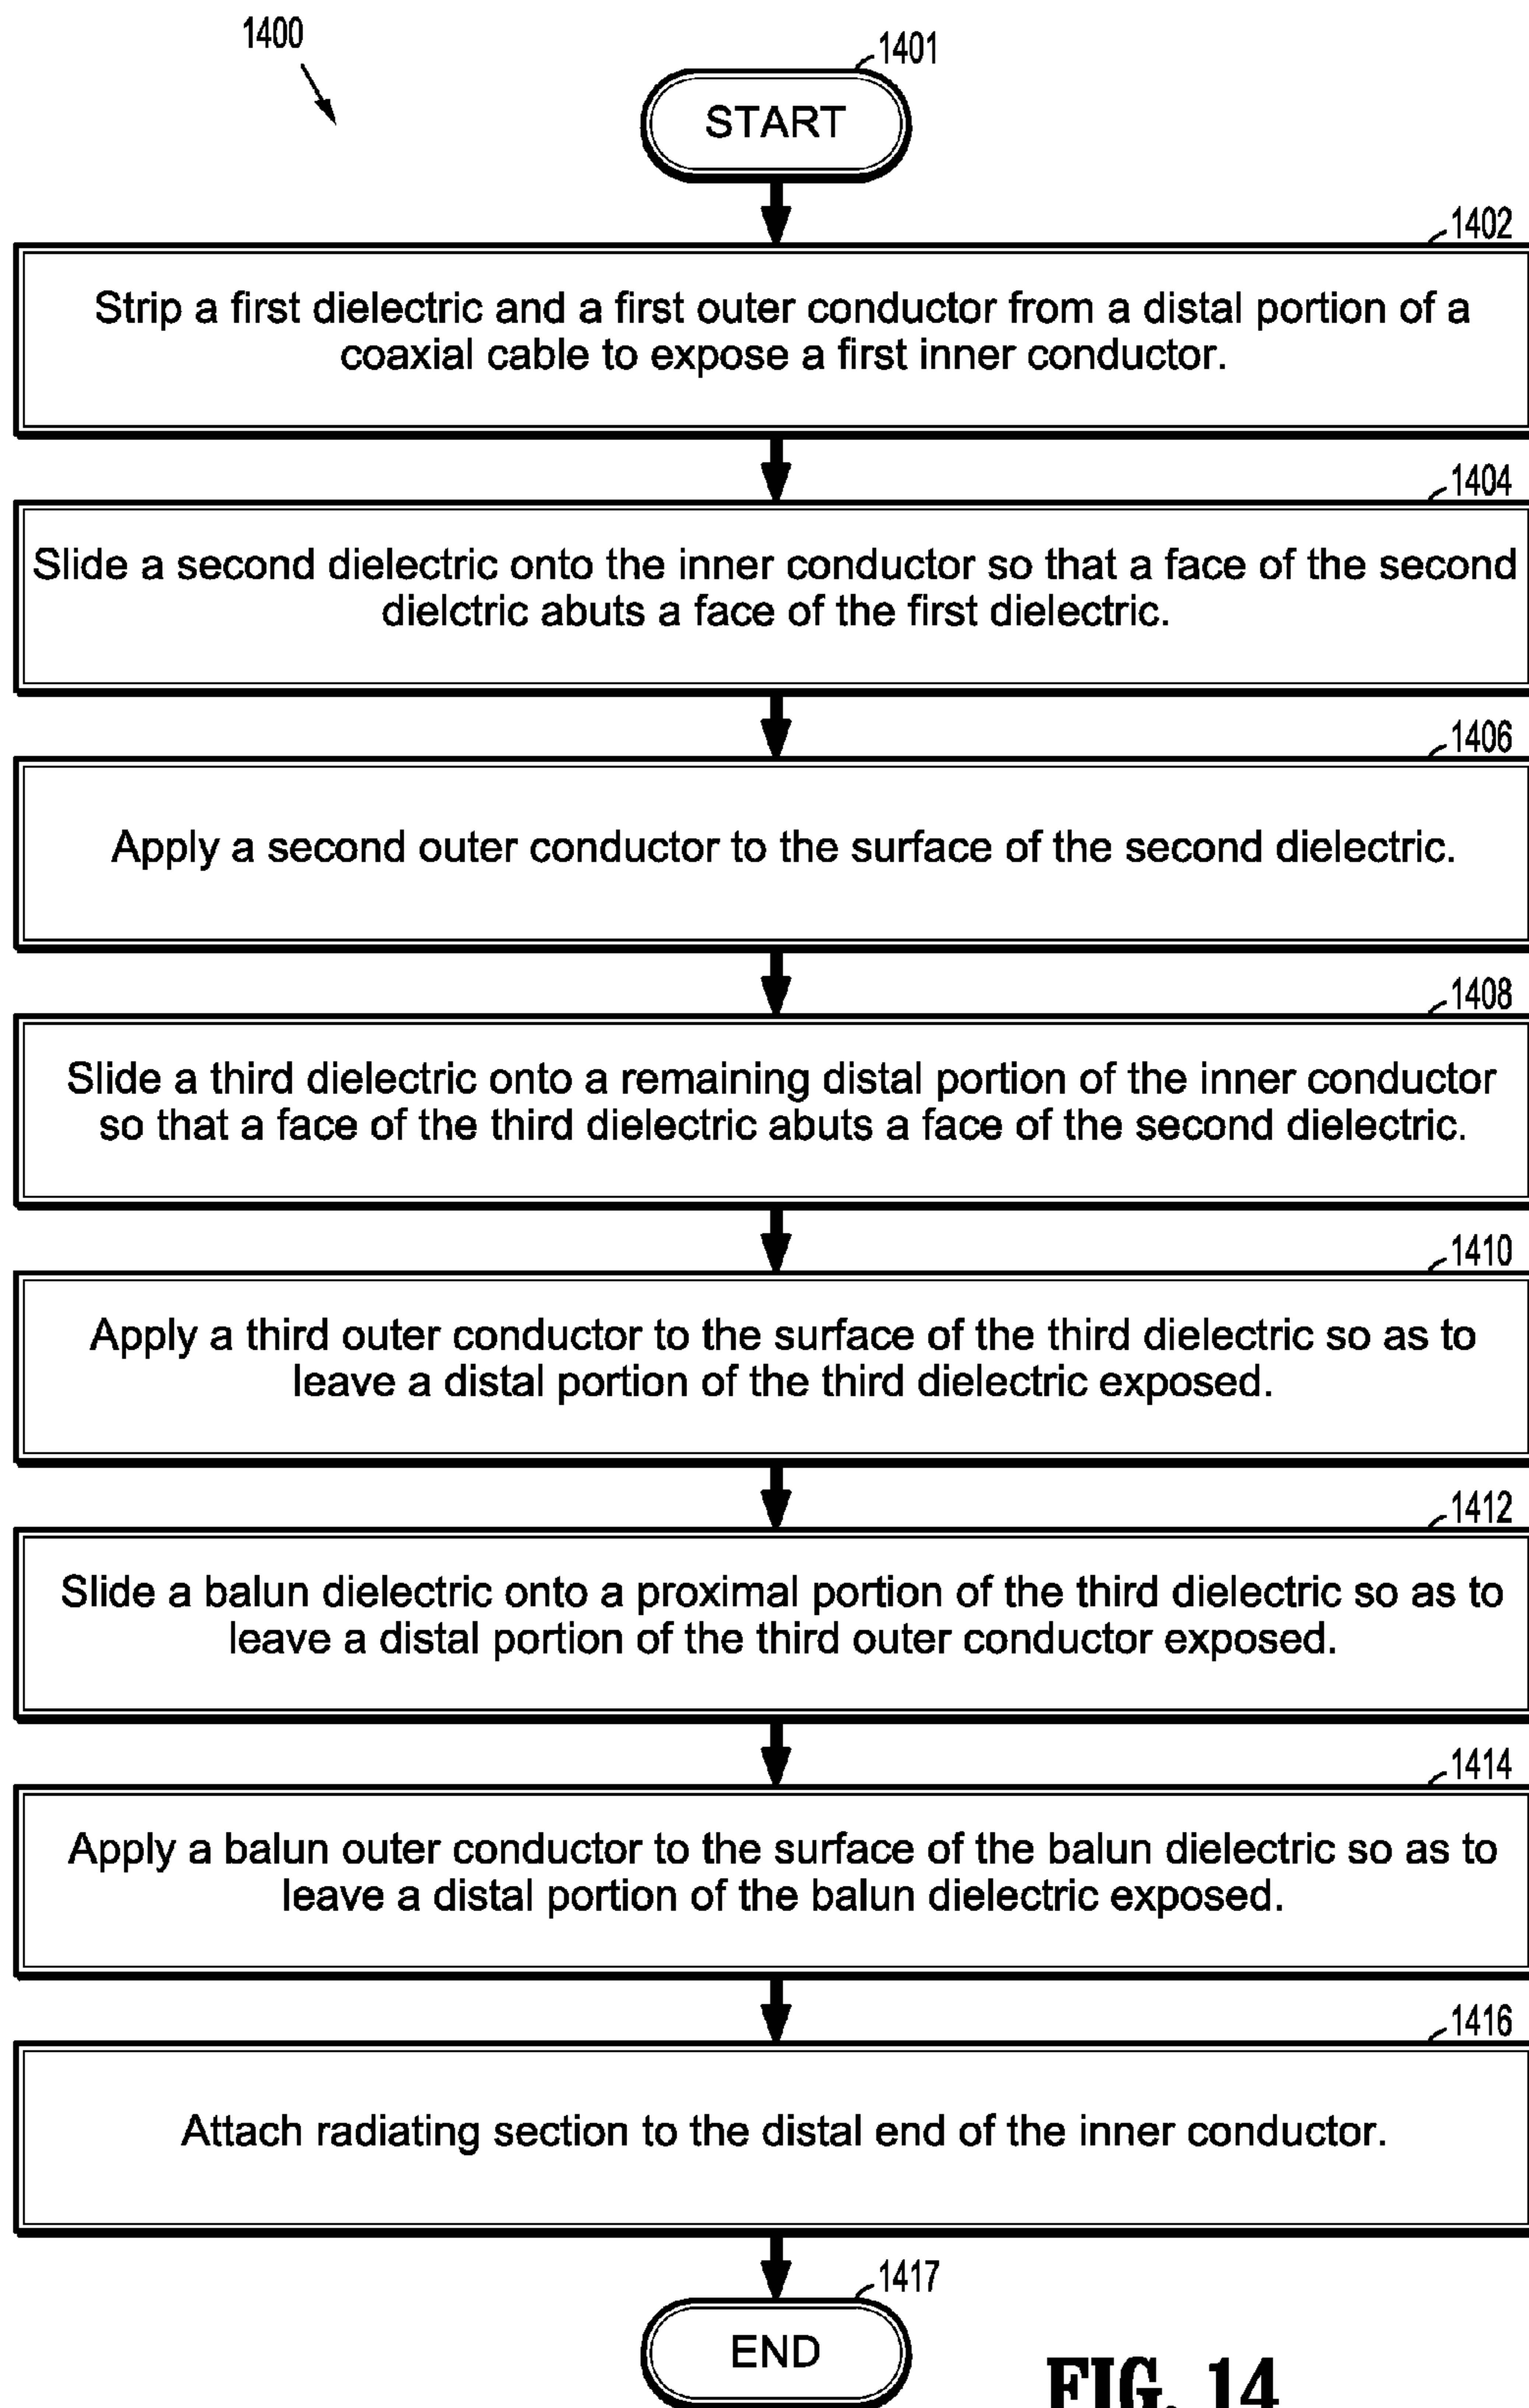 1400
1401
START
1402
Strip a first dielectric and a first outer conductor from a distal portion of a
coaxial cable to expose a first inner conductor.
1404
Slide a second dielectric onto the inner conductor so that a face of the second
dielctric abuts a face of the first dielectric.
1406
Apply a second outer conductor to the surface of the second dielectric.
1408
Slide a third dielectric onto a remaining distal portion of the inner conductor
so that a face of the third dielectric abuts a face of the second dielectric.
1410
Apply a third outer conductor to the surface of the third dielectric so as to
leave a distal portion of the third dielectric exposed.
1412
Slide a balun dielectric onto a proximal portion of the third dielectric so as to
leave a distal portion of the third outer conductor exposed.
1414
Apply a balun outer conductor to the surface of the balun dielectric so as to
leave a distal portion of the balun dielectric exposed.
1416
Attach radiating section to the distal end of the inner conductor.
1417
END
FIG. 14